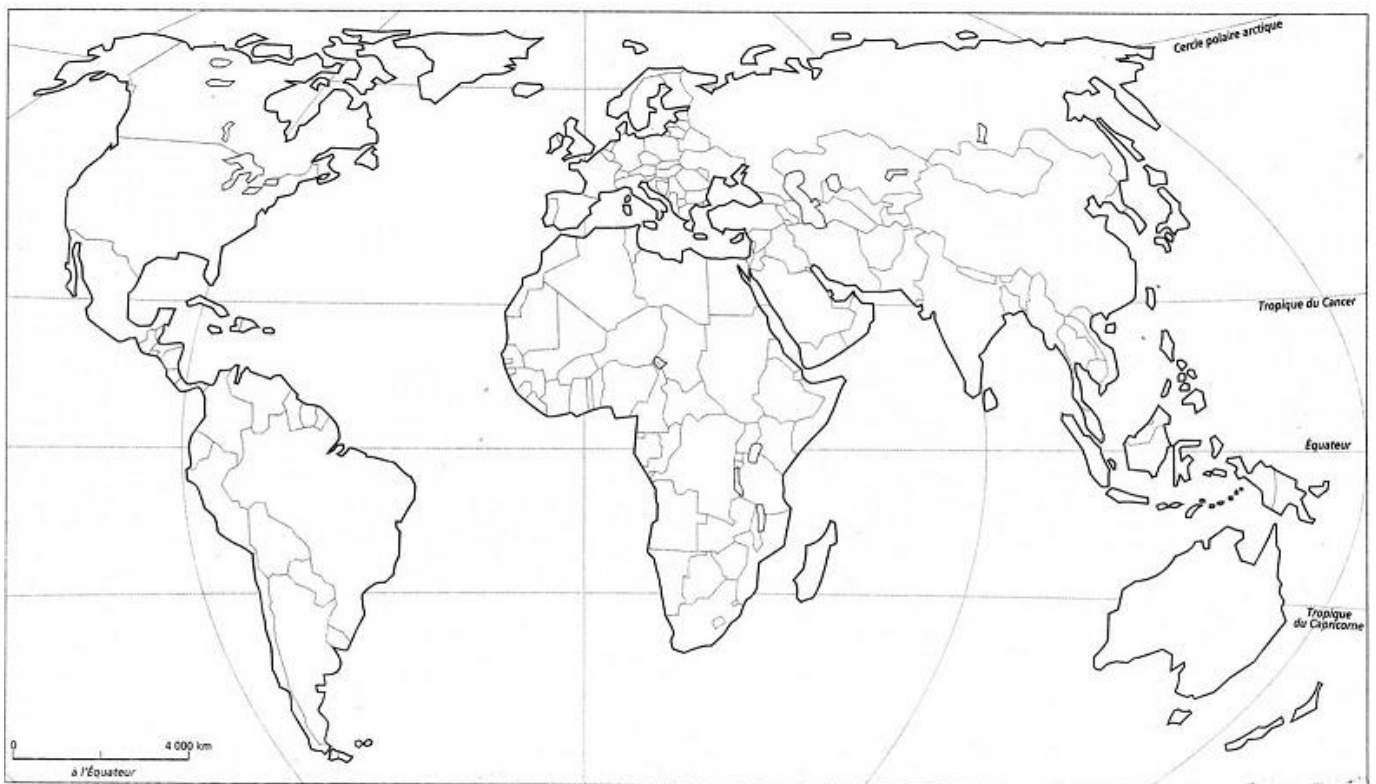 Cercle polaire arctique
Tropique du Cancer
Équateur
Tropique
du Capricorne
0 4 000 km
à l'Équateur